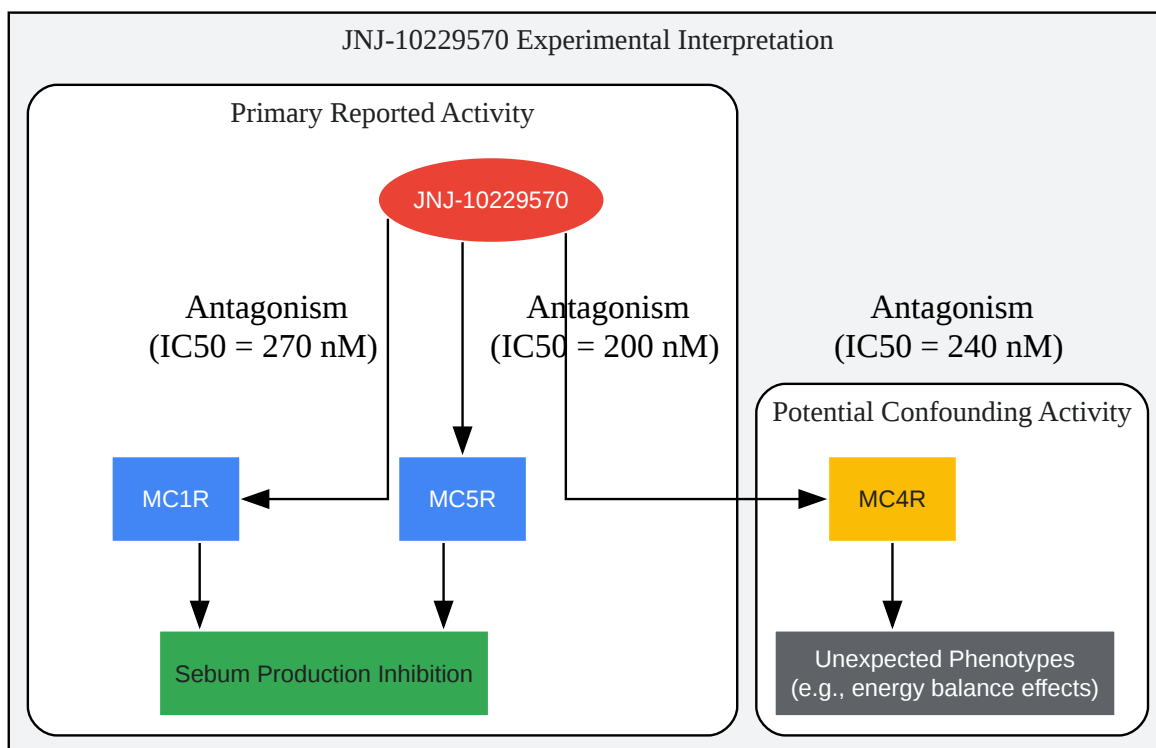 JNJ-10229570 Experimental Interpretation
Primary Reported Activity
JNJ-10229570
Antagonism
(IC50 = 270 nM)
Antagonism
(IC50 = 200 nM)
Antagonism
(IC50 = 240 nM)
Potential Confounding Activity
MC1R
MC5R
MC4R
Sebum Production Inhibition
Unexpected Phenotypes
(e.g., energy balance effects)